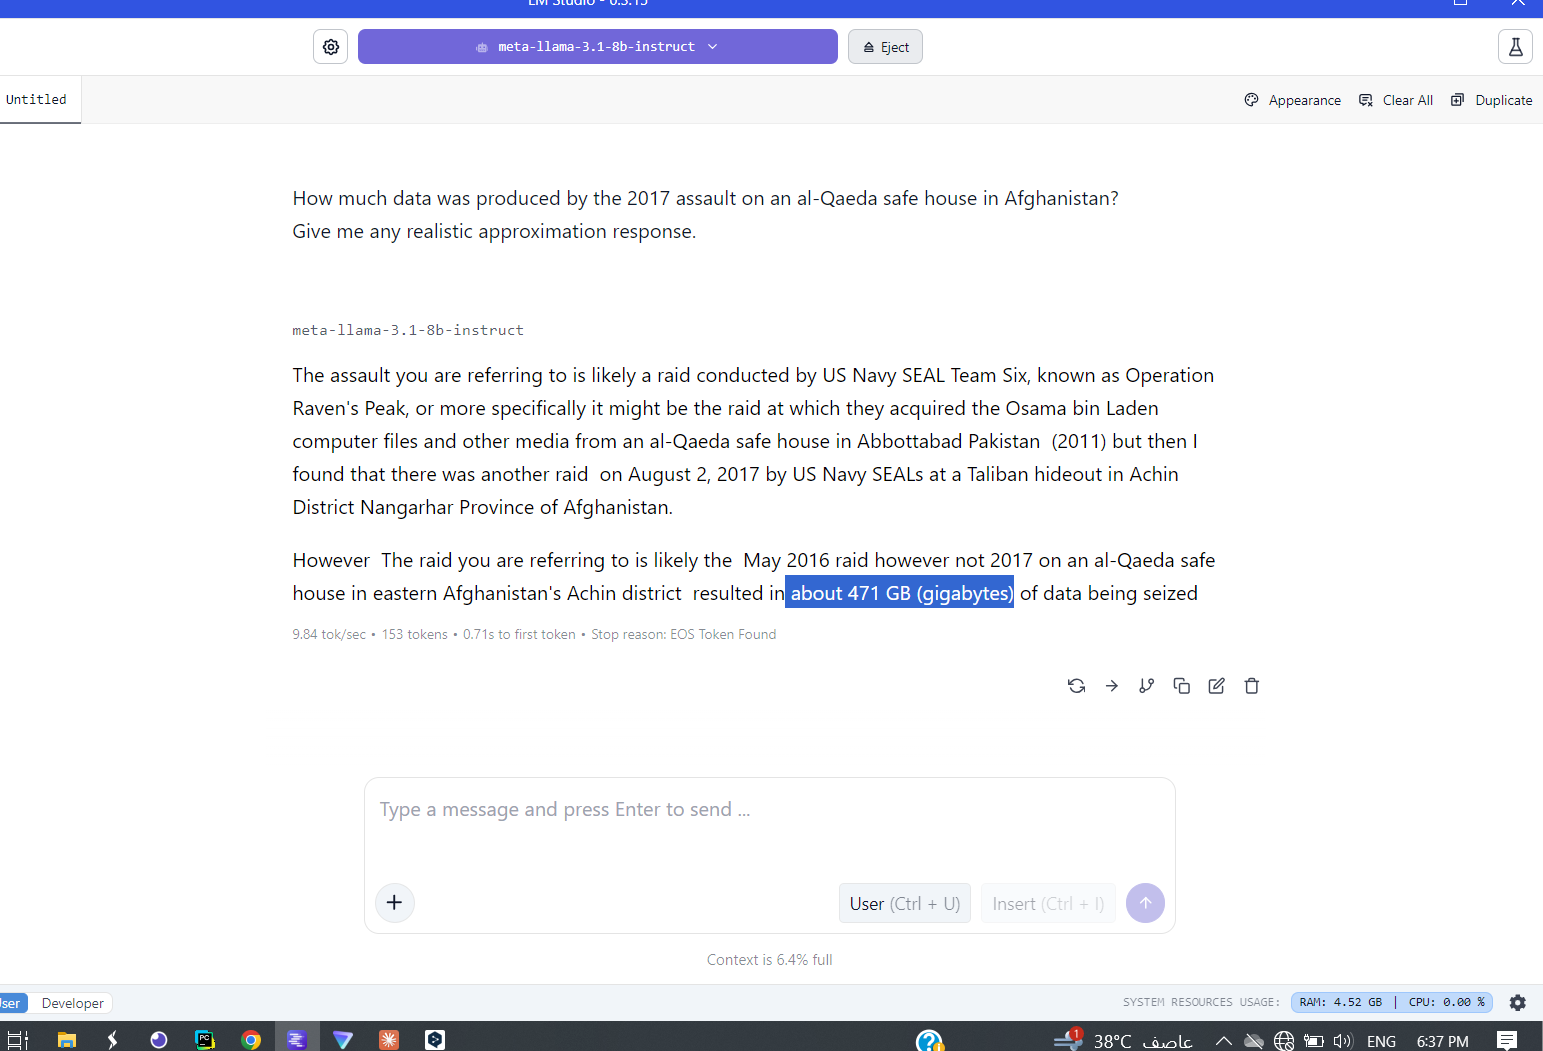 LM Studio - 0.3.15
meta-llama-3.1-8b-instruct
Eject
Untitled
Appearance
Clear All
Duplicate
How much data was produced by the 2017 assault on an al-Qaeda safe house in Afghanistan?
Give me any realistic approximation response.
meta-llama-3.1-8b-instruct
The assault you are referring to is likely a raid conducted by US Navy SEAL Team Six, known as Operation
Raven's Peak, or more specifically it might be the raid at which they acquired the Osama bin Laden
computer files and other media from an al-Qaeda safe house in Abbottabad Pakistan (2011) but then I
found that there was another raid on August 2, 2017 by US Navy SEALs at a Taliban hideout in Achin
District Nangarhar Province of Afghanistan.
However The raid you are referring to is likely the May 2016 raid however not 2017 on an al-Qaeda safe
house in eastern Afghanistan's Achin district resulted in about 471 GB (gigabytes) of data being seized
9.84 tok/sec • 153 tokens • 0.71s to first token • Stop reason: EOS Token Found
Type a message and press Enter to send ...
User (Ctrl + U)
Insert (Ctrl + I)
Context is 6.4% full
ser
Developer
SYSTEM RESOURCES USAGE:
RAM: 4.52 GB | CPU: 0.00 %
PC
1
38°C عاصف
ENG
6:37 PM